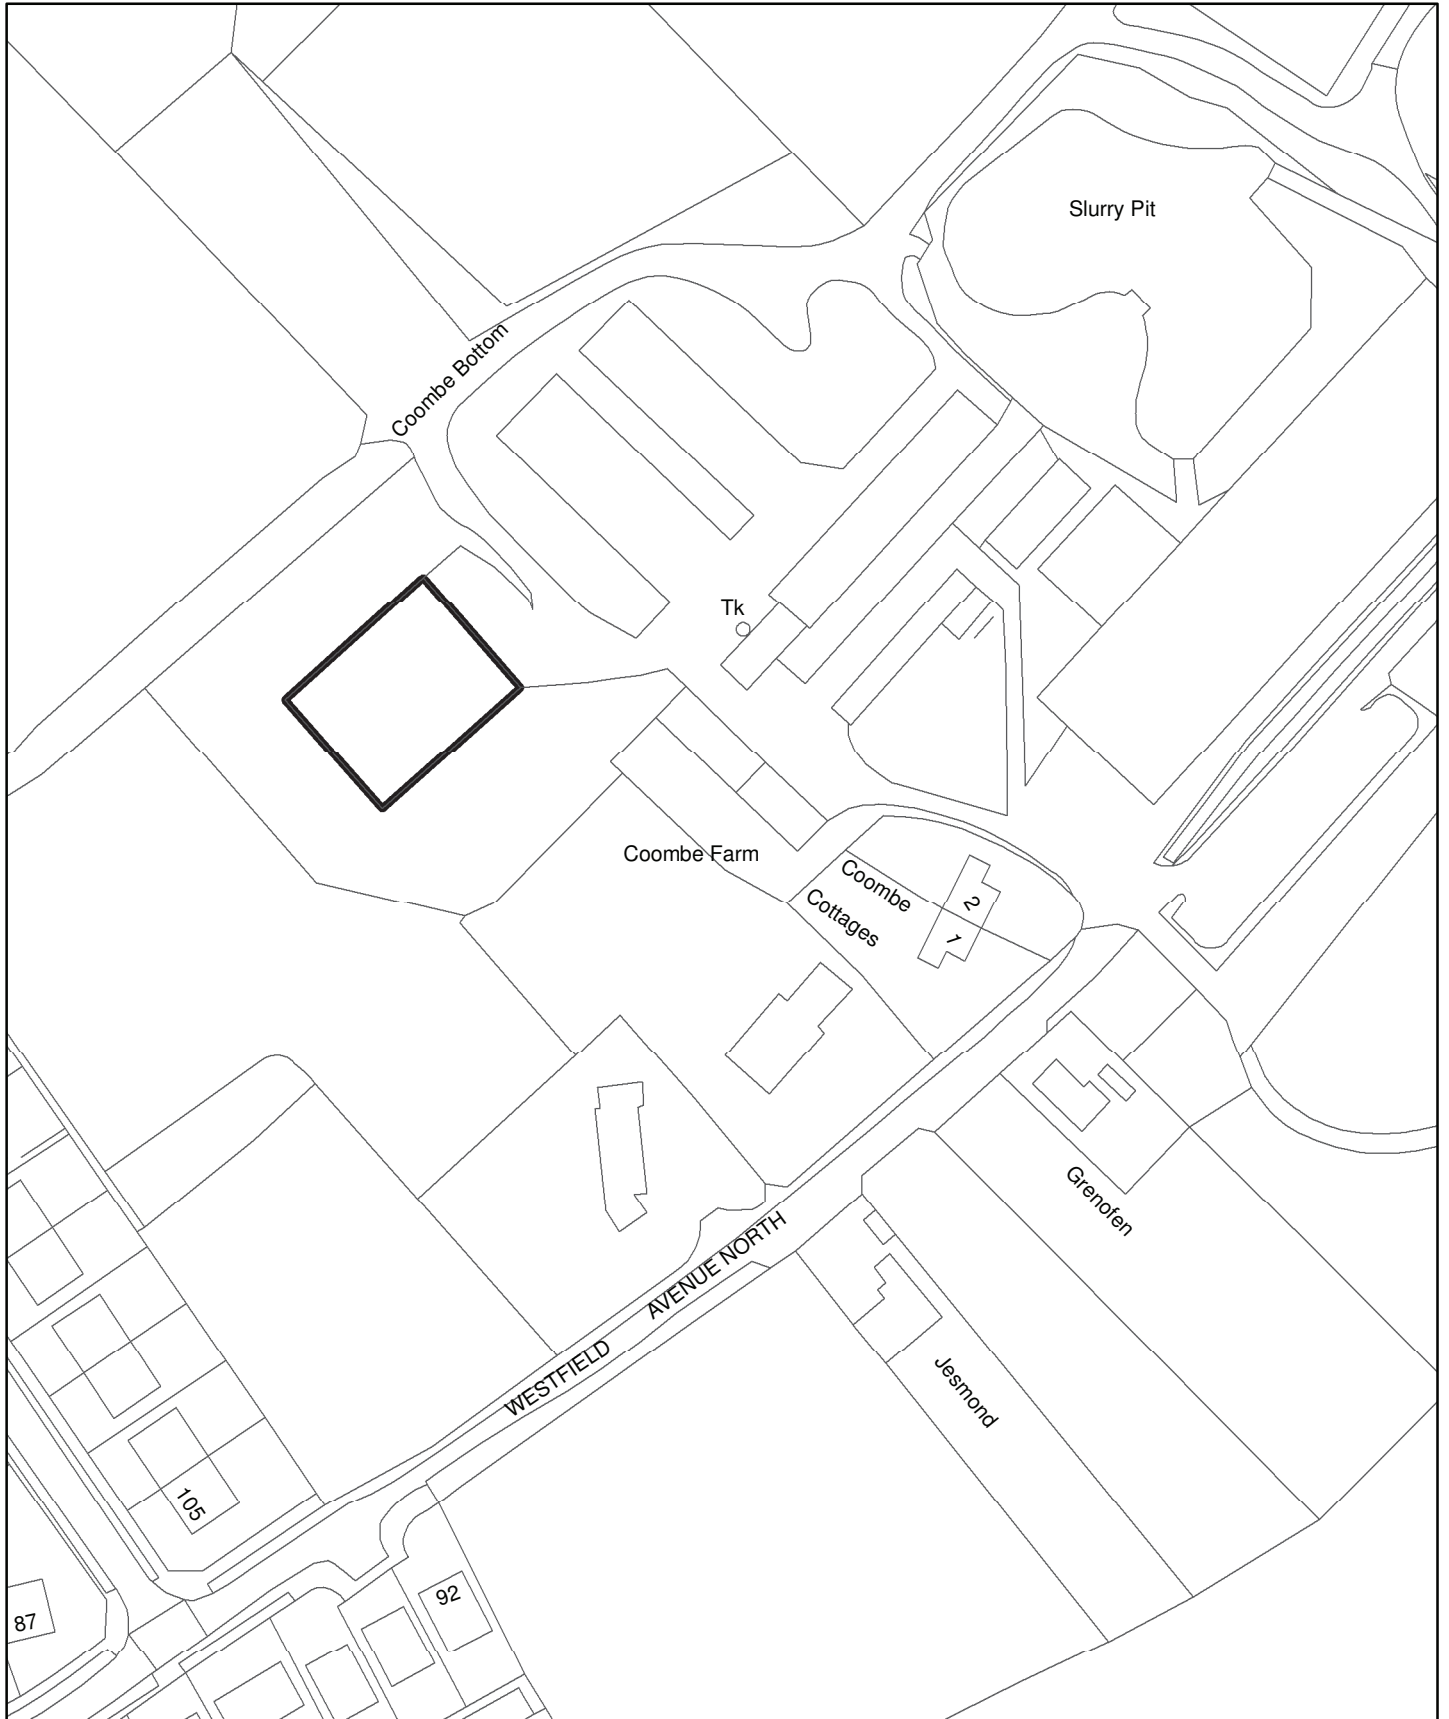 Slurry Pit
Coombe Bottom
Tk
Coombe Farm
Coombe
Cottages
2
1
Grenofen
WESTFIELD AVENUE NORTH
Jesmond
105
92
87